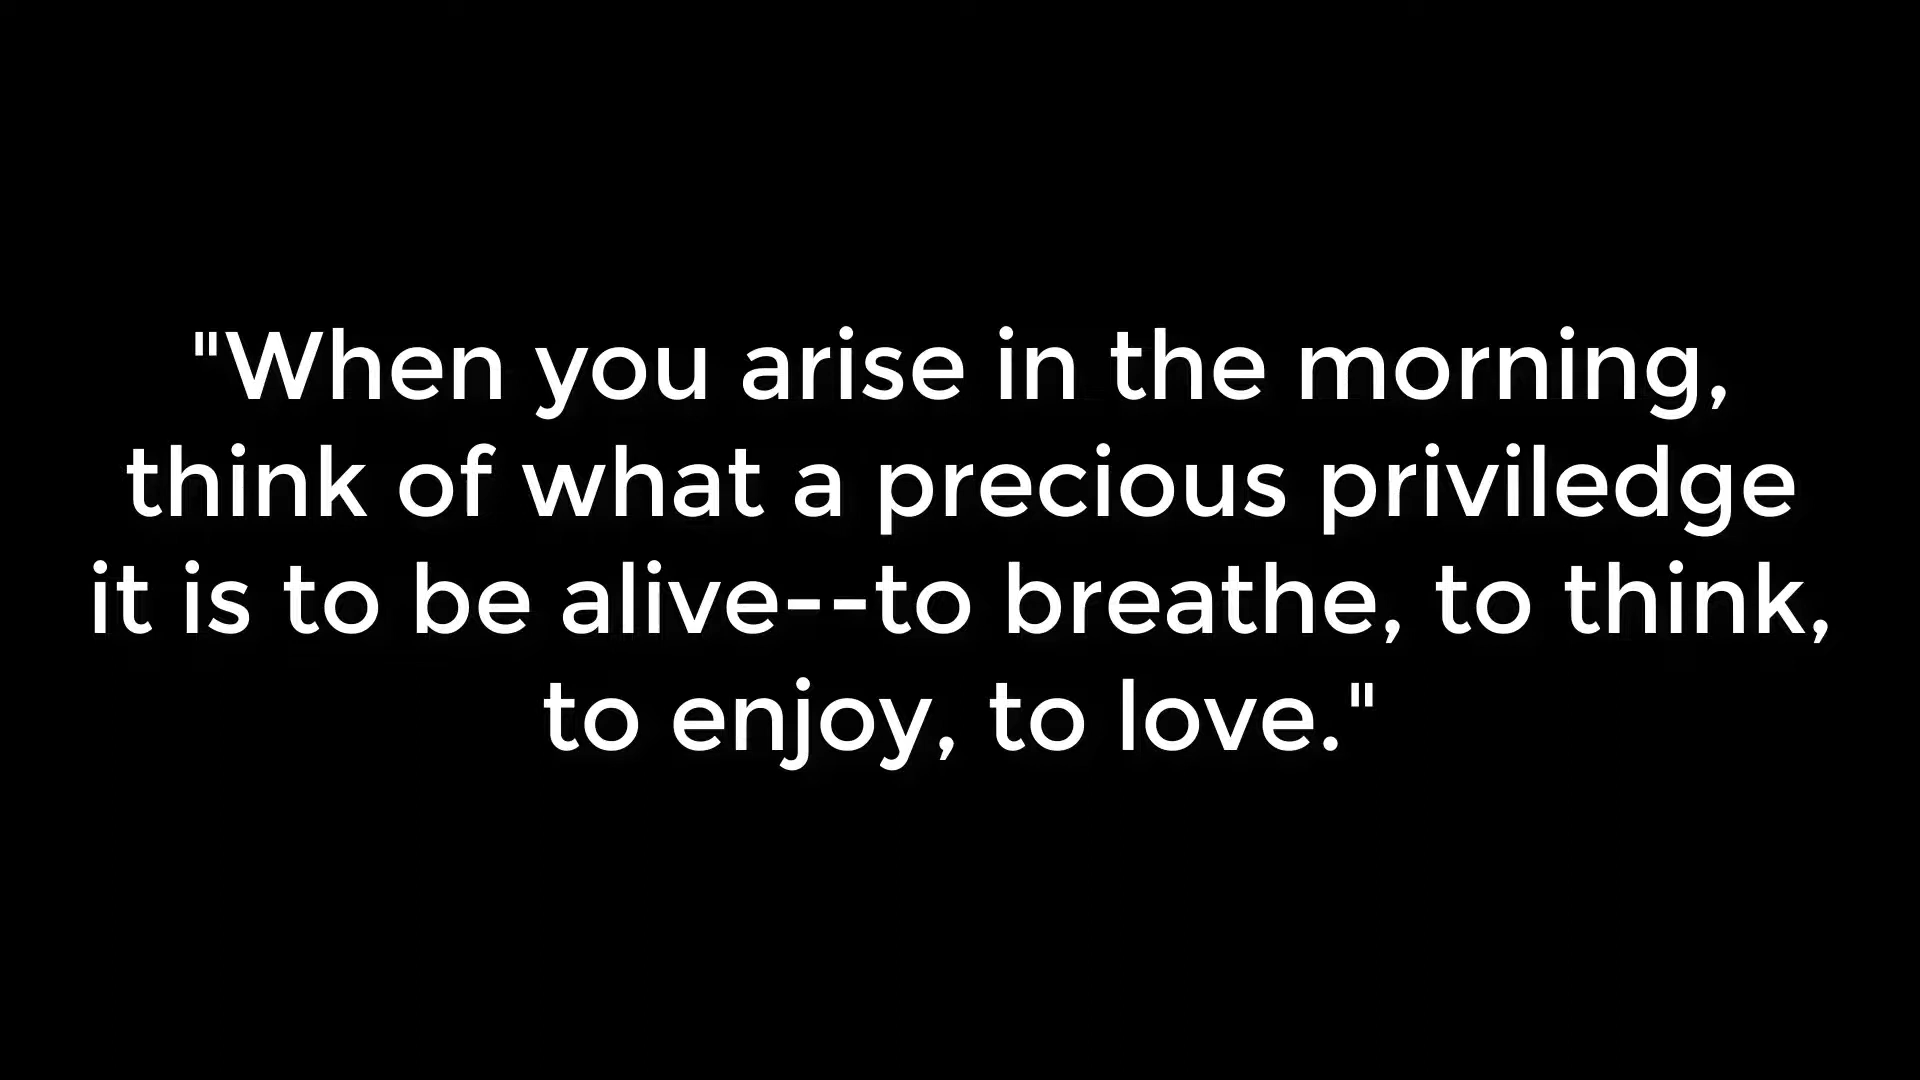 "When you arise in the morning,
think of what a precious priviledge
it is to be alive--to breathe, to think,
to enjoy, to love."